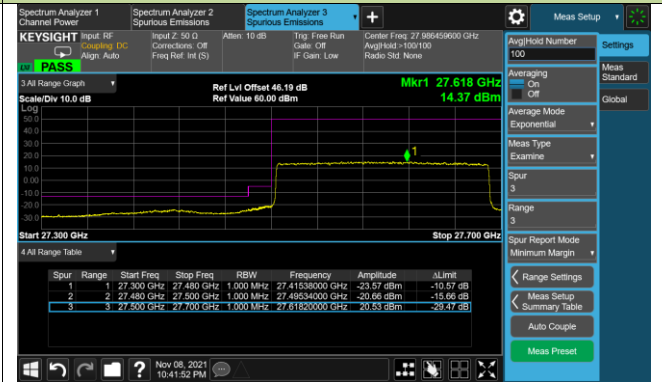 Spectrum Analyzer 1
Channel Power
Spectrum Analyzer 2
Spurious Emissions
Spectrum Analyzer 3
Spurious Emissions
Meas Setup
KEYSIGHT
Input: RF
Coupling: DC
Align: Auto
Input Z: 50 Ω
Corrections: Off
Freq Ref: Int (S)
Atten: 10 dB
Trig: Free Run
Gate: Off
IF Gain: Low
Center Freq: 27.986459600 GHz
Avg|Hold:>100/100
Radio Std: None
PASS
3 All Range Graph
Scale/Div 10.0 dB
Ref Lvl Offset 46.19 dB
Ref Value 60.00 dBm
Mkr1 27.618 GHz
14.37 dBm
Log
50.0
40.0
30.0
20.0
10.0
0.00
-10.0
-20.0
-30.0
1
Start 27.300 GHz
Stop 27.700 GHz
4 All Range Table
Spur Range Start Freq Stop Freq RBW Frequency Amplitude ΔLimit
1 1 27.300 GHz 27.480 GHz 1.000 MHz 27.41538000 GHz -23.57 dBm -10.57 dB
2 2 27.480 GHz 27.500 GHz 1.000 MHz 27.49534000 GHz -20.66 dBm -15.66 dB
3 3 27.500 GHz 27.700 GHz 1.000 MHz 27.61820000 GHz 20.53 dBm -29.47 dB
Avg|Hold Number
100
Averaging
On
Off
Average Mode
Exponential
Meas Type
Examine
Spur
3
Range
3
Spur Report Mode
Minimum Margin
Range Settings
Meas Setup
Summary Table
Auto Couple
Meas Preset
Settings
Meas
Standard
Global
Nov 08, 2021
10:41:52 PM